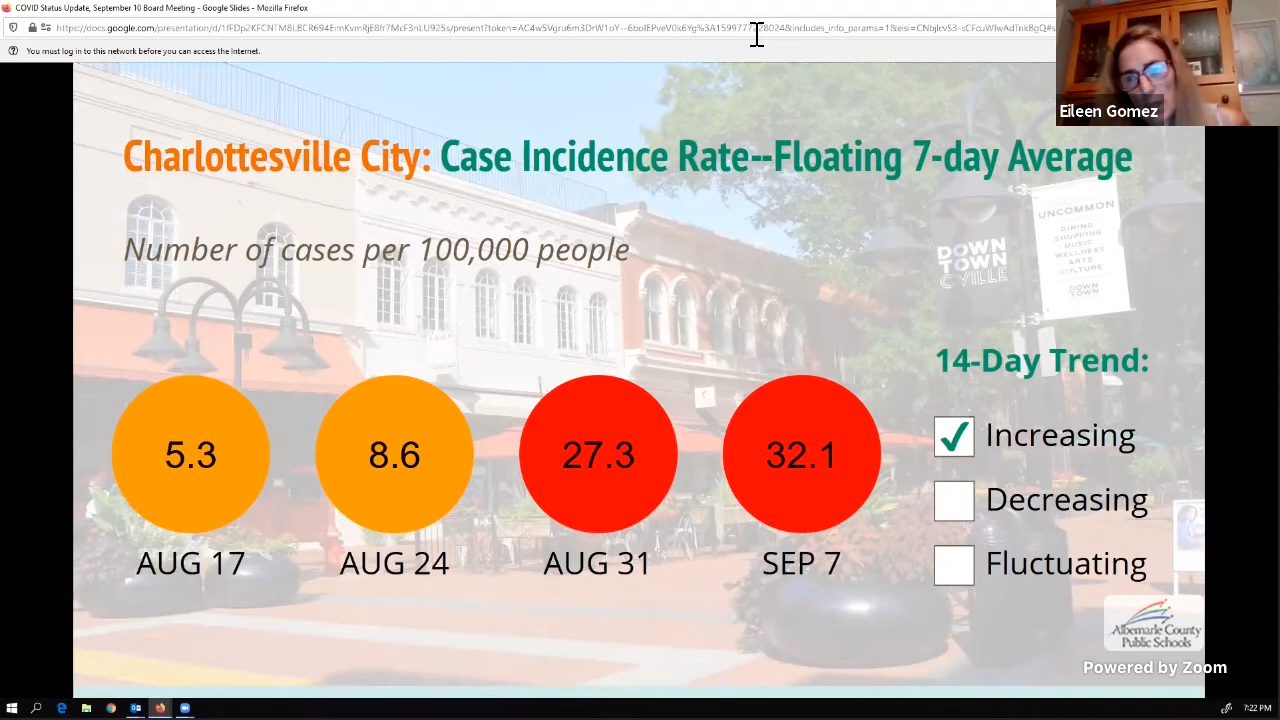 COVID Status Update, September 10 Board Meeting - Google Slides - Mozilla Firefox
You must log in to this network before you can access the Internet.
Eileen Gomez
Charlottesville City: Case Incidence Rate--Floating 7-day Average
Number of cases per 100,000 people
UNCOMMON
DINING
SHOPPING
MUSIC
WELLNESS
ARTS
CULTURE
DOWN
TOWN
DOWN
TOWN
C'VILLE
14-Day Trend:
Increasing
Decreasing
Fluctuating
5.3
8.6
27.3
32.1
AUG 17
AUG 24
AUG 31
SEP 7
Albemarle County
Public Schools
Powered by Zoom
7:22 PM